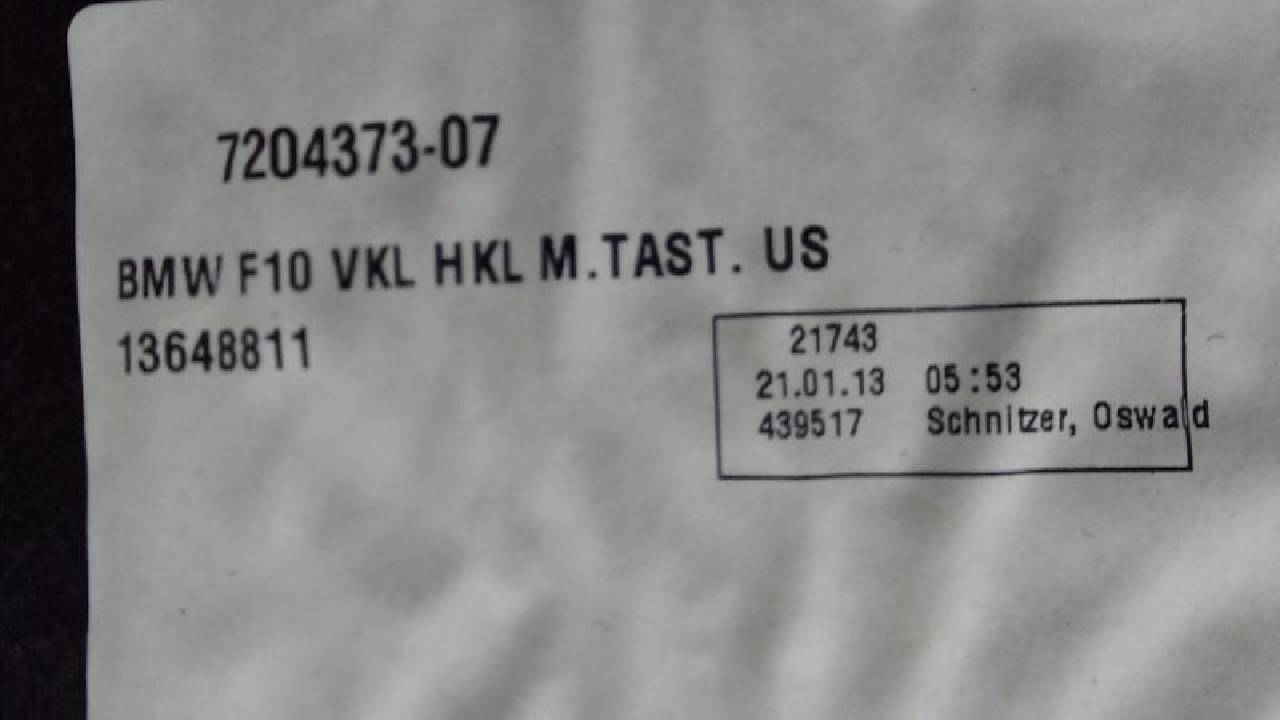 7204373-07
BMW F10 VKL HKL M.TAST. US
13648811
21743
21.01.13 05:53
439517 Schnitzer, Oswald